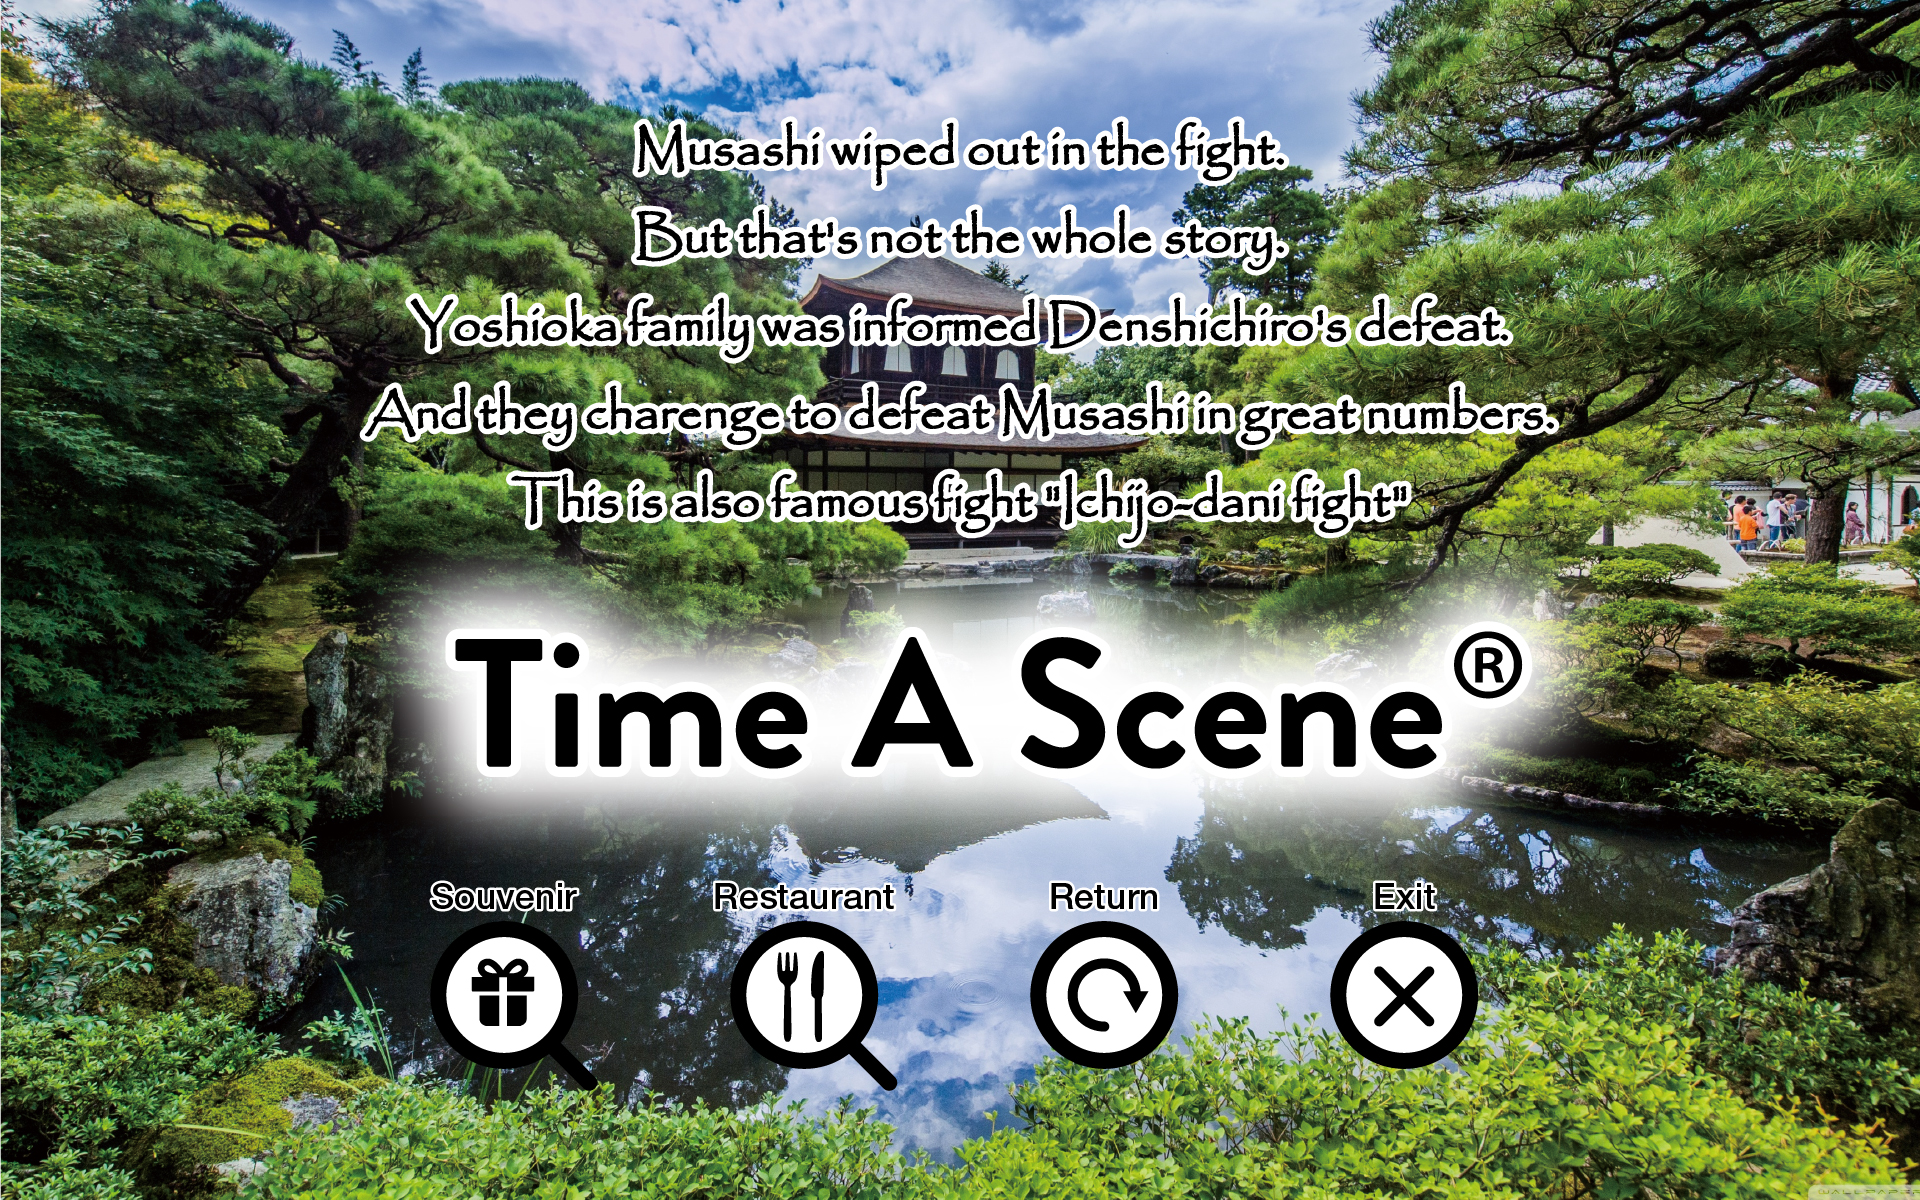 Musashi wiped out in the fight.
But that's not the whole story.
Yoshioka family was informed Denshichiro's defeat.
And they charenge to defeat Musashi in great numbers.
This is also famous fight "Ichijo-dani fight"
Time A Scene®
Souvenir
Restaurant
Return
Exit